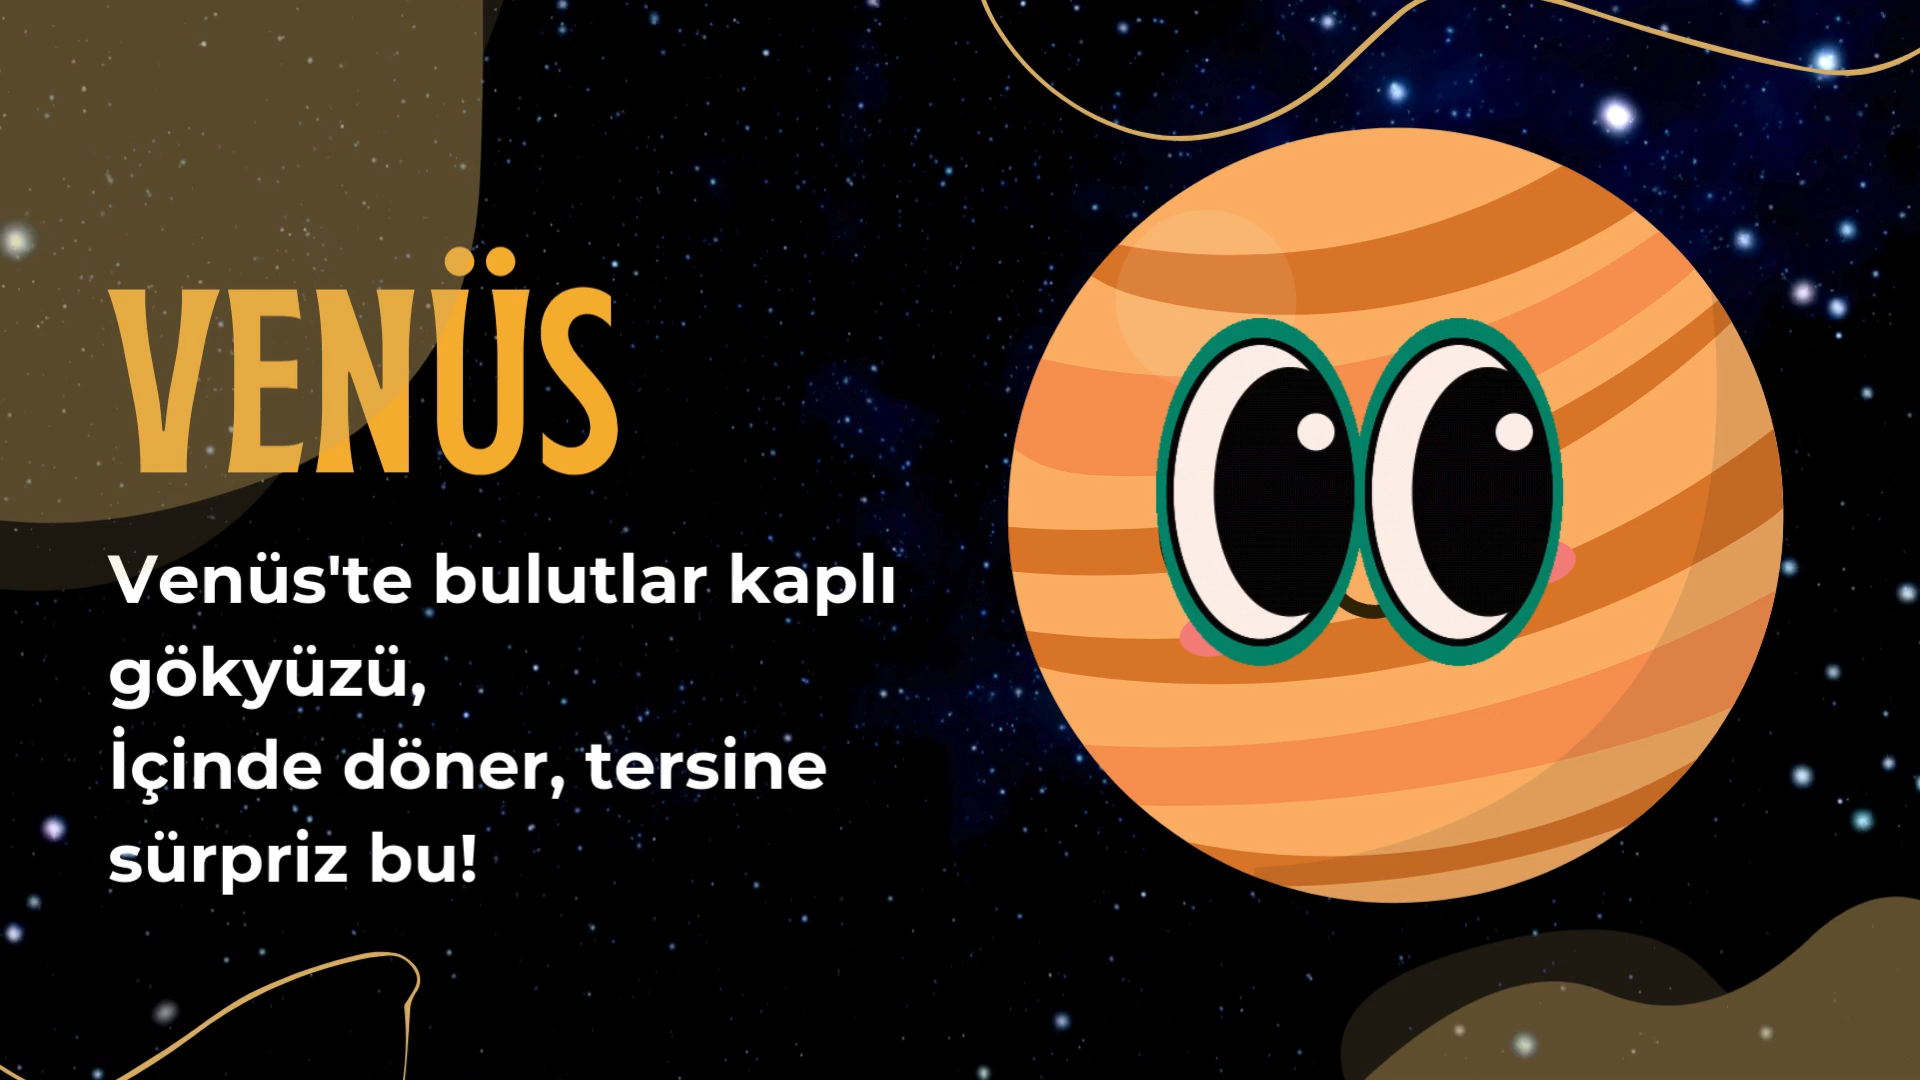 VENÜS
Venüs'te bulutlar kaplı
gökyüzü,
İçinde döner, tersine
sürpriz bu!